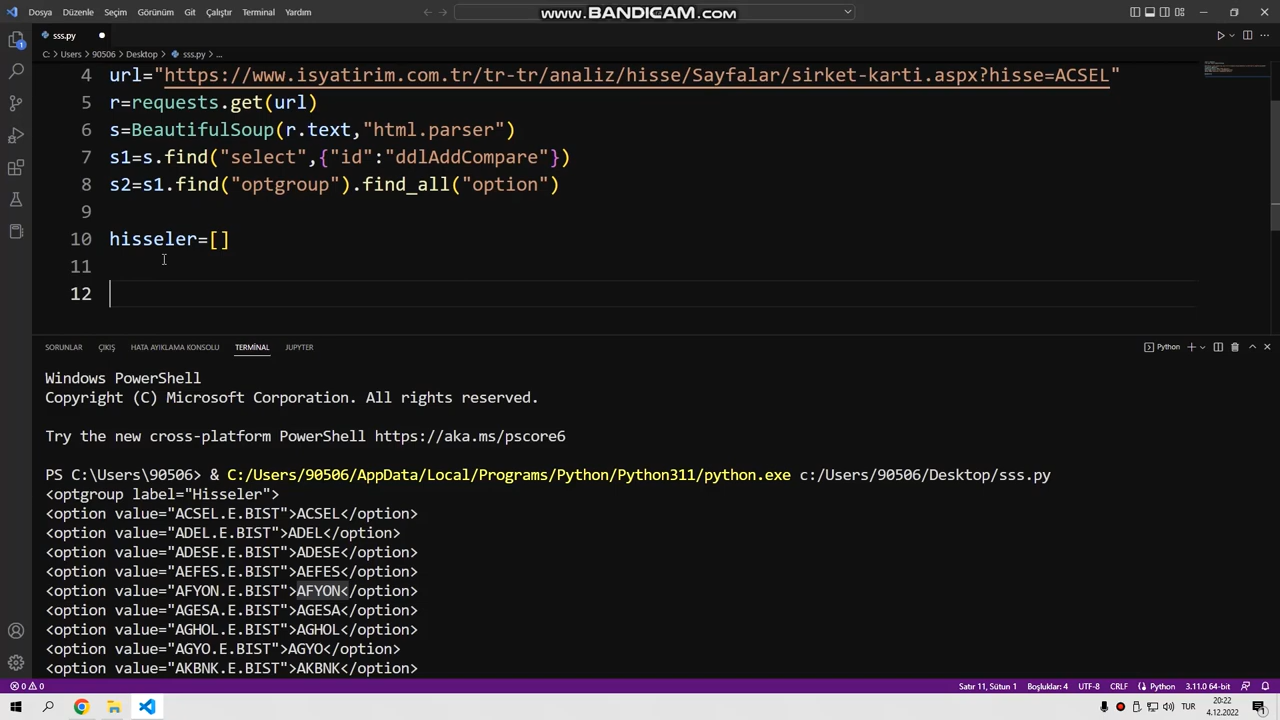 Dosya Düzenle Seçim Görünüm Git Çalıştır Terminal Yardım
www.BANDICAM.com
sss.py
C: > Users > 90506 > Desktop > sss.py > ...
4 url="https://www.isyatirim.com.tr/tr-tr/analiz/hisse/Sayfalar/sirket-karti.aspx?hisse=ACSEL"
5 r=requests.get(url)
6 s=BeautifulSoup(r.text,"html.parser")
7 s1=s.find("select",{"id":"ddlAddCompare"})
8 s2=s1.find("optgroup").find_all("option")
9
10 hisseler=[]
11
12
SORUNLAR ÇIKIŞ HATA AYIKLAMA KONSOLU TERMİNAL JUPYTER
Python
Windows PowerShell
Copyright (C) Microsoft Corporation. All rights reserved.
Try the new cross-platform PowerShell https://aka.ms/pscore6
PS C:\Users\90506> & C:/Users/90506/AppData/Local/Programs/Python/Python311/python.exe c:/Users/90506/Desktop/sss.py
<optgroup label="Hisseler">
<option value="ACSEL.E.BIST">ACSEL</option>
<option value="ADEL.E.BIST">ADEL</option>
<option value="ADESE.E.BIST">ADESE</option>
<option value="AEFES.E.BIST">AEFES</option>
<option value="AFYON.E.BIST">AFYON</option>
<option value="AGESA.E.BIST">AGESA</option>
<option value="AGHOL.E.BIST">AGHOL</option>
<option value="AGYO.E.BIST">AGYO</option>
<option value="AKBNK.E.BIST">AKBNK</option>
0 0 Satır 11, Sütun 1 Boşluklar: 4 UTF-8 CRLF Python 3.11.0 64-bit
TUR
20:22
4.12.2022